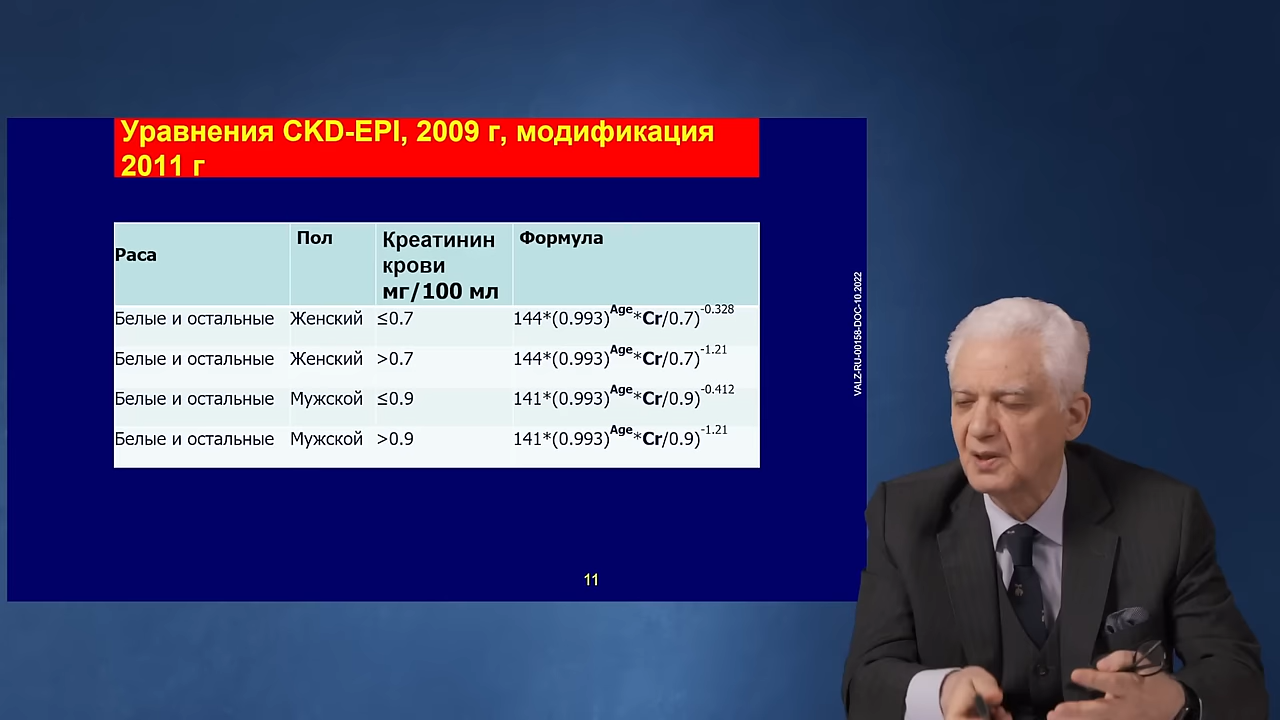 Уравнения CKD-EPI, 2009 г, модификация
2011 г
Раса
Пол
Креатинин
крови
мг/100 мл
Формула
Белые и остальные Женский ≤0.7 144*(0.993)^Age*Cr/0.7)^-0.328
Белые и остальные Женский >0.7 144*(0.993)^Age*Cr/0.7)^-1.21
Белые и остальные Мужской ≤0.9 141*(0.993)^Age*Cr/0.9)^-0.412
Белые и остальные Мужской >0.9 141*(0.993)^Age*Cr/0.9)^-1.21
11
VALZ-RU-00158-DOC-10.2022